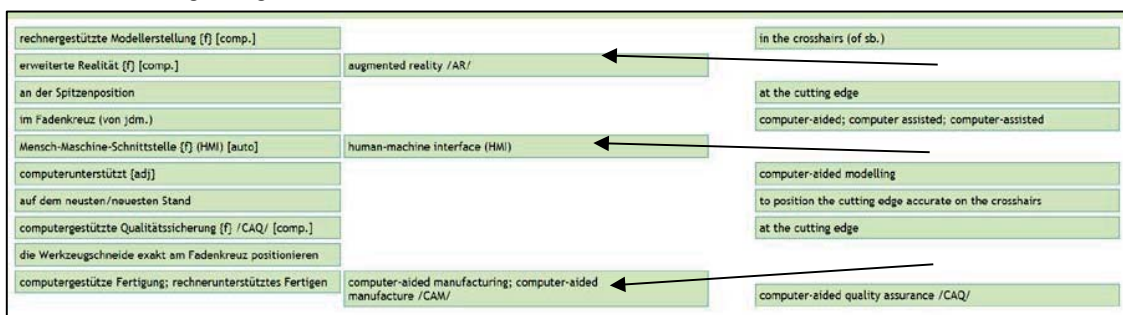 rechnergestützte Modellerstellung {f} [comp.]
in the crosshairs (of sb.)
erweiterte Realität {f} [comp.]
augmented reality /AR/
an der Spitzenposition
at the cutting edge
im Fadenkreuz (von jdm.)
computer-aided; computer assisted; computer-assisted
Mensch-Maschine-Schnittstelle {f} (HMI) [auto]
human-machine interface (HMI)
computerunterstützt {adj}
computer-aided modelling
auf dem neusten/neuesten Stand
to position the cutting edge accurate on the crosshairs
computergestützte Qualitätssicherung {f} /CAQ/ [comp.]
at the cutting edge
die Werkzeugschneide exakt am Fadenkreuz positionieren
computergestüze Fertigung; rechnerunterstütztes Fertigen
computer-aided manufacturing; computer-aided
manufacture /CAM/
computer-aided quality assurance /CAQ/